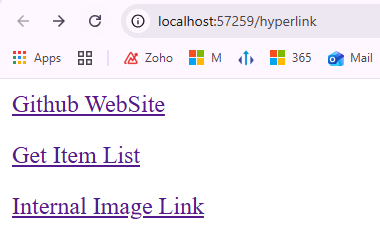 localhost:57259/hyperlink
Apps Zoho M 365 Mail
Github WebSite
Get Item List
Internal Image Link